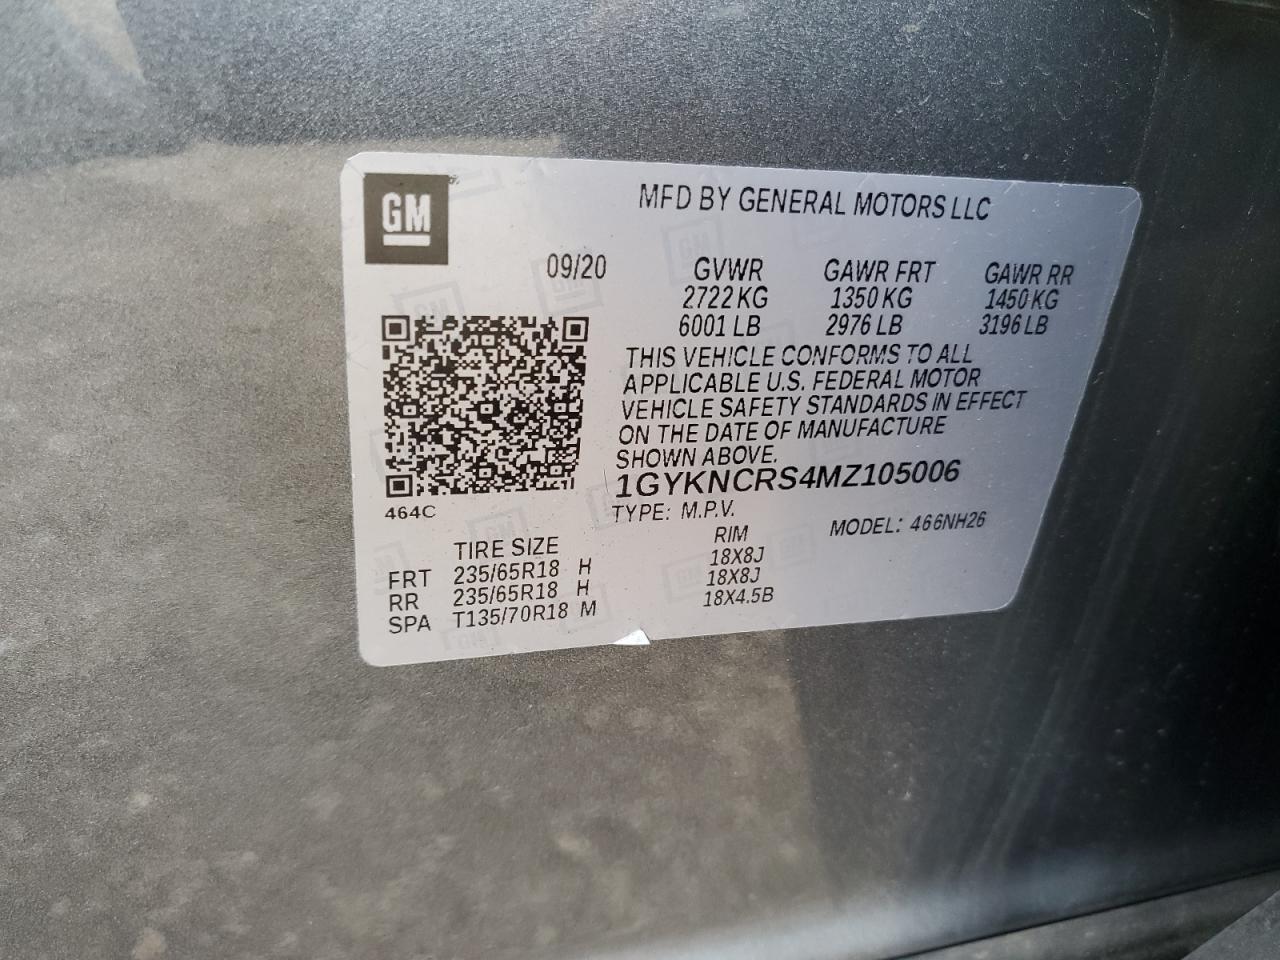 GM
MFD BY GENERAL MOTORS LLC
09/20 GVWR GAWR FRT GAWR RR
2722 KG 1350 KG 1450 KG
6001 LB 2976 LB 3196 LB
THIS VEHICLE CONFORMS TO ALL
APPLICABLE U.S. FEDERAL MOTOR
VEHICLE SAFETY STANDARDS IN EFFECT
ON THE DATE OF MANUFACTURE
SHOWN ABOVE.
1GYKNCRS4MZ105006
464C
TYPE: M.P.V. MODEL: 466NH26
TIRE SIZE RIM
FRT 235/65R18 H 18X8J
RR 235/65R18 H 18X8J
SPA T135/70R18 M 18X4.5B